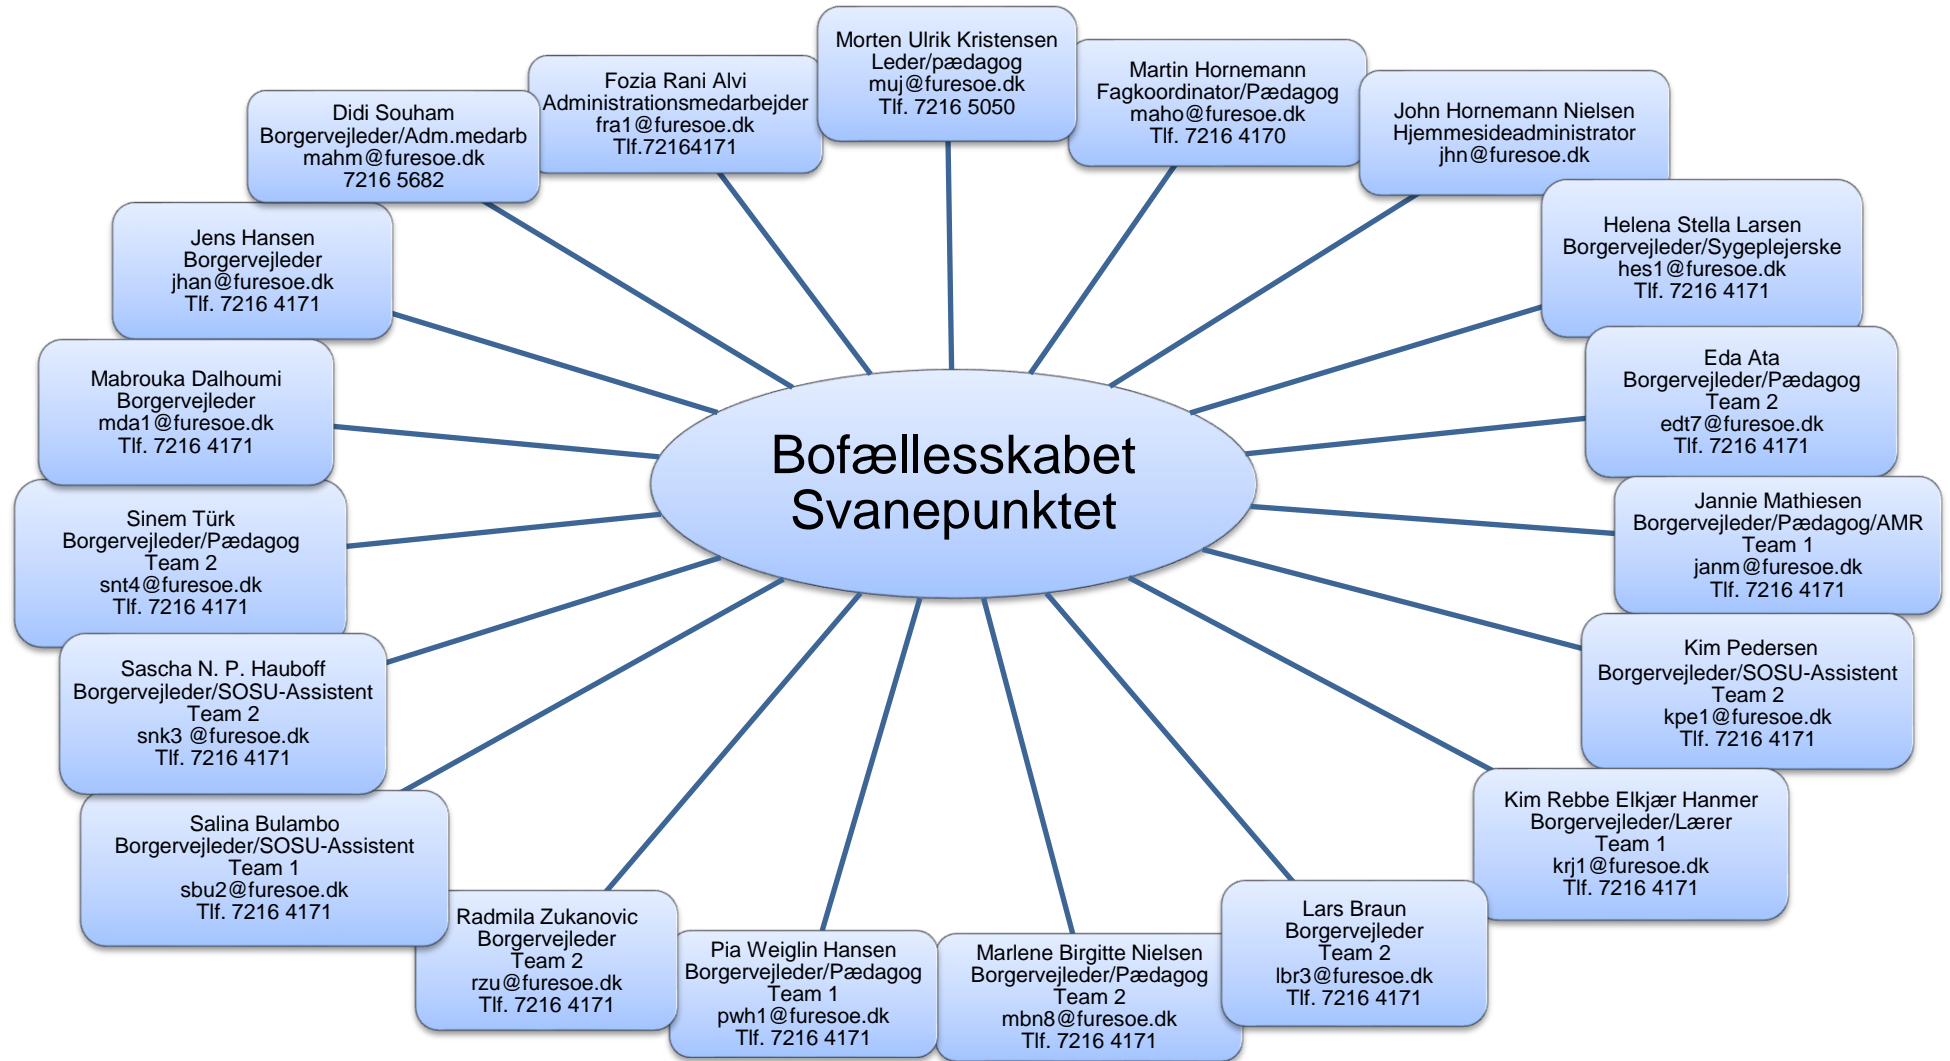 Morten Ulrik Kristensen
Leder/pædagog
muj@furesoe.dk
Tlf. 7216 5050
Martin Hornemann
Fagkoordinator/Pædagog
maho@furesoe.dk
Tlf. 7216 4170
John Hornemann Nielsen
Hjemmesideadministrator
jhn@furesoe.dk
Helena Stella Larsen
Borgervejleder/Sygeplejerske
hes1@furesoe.dk
Tlf. 7216 4171
Eda Ata
Borgervejleder/Pædagog
Team 2
edt7@furesoe.dk
Tlf. 7216 4171
Jannie Mathiesen
Borgervejleder/Pædagog/AMR
Team 1
janm@furesoe.dk
Tlf. 7216 4171
Kim Pedersen
Borgervejleder/SOSU-Assistent
Team 2
kpe1@furesoe.dk
Tlf. 7216 4171
Kim Rebbe Elkjær Hanmer
Borgervejleder/Lærer
Team 1
krj1@furesoe.dk
Tlf. 7216 4171
Lars Braun
Borgervejleder
Team 2
lbr3@furesoe.dk
Tlf. 7216 4171
Marlene Birgitte Nielsen
Borgervejleder/Pædagog
Team 2
mbn8@furesoe.dk
Tlf. 7216 4171
Pia Weiglin Hansen
Borgervejleder/Pædagog
Team 1
pwh1@furesoe.dk
Tlf. 7216 4171
Radmila Zukanovic
Borgervejleder
Team 2
rzu@furesoe.dk
Tlf. 7216 4171
Salina Bulambo
Borgervejleder/SOSU-Assistent
Team 1
sbu2@furesoe.dk
Tlf. 7216 4171
Sascha N. P. Hauboff
Borgervejleder/SOSU-Assistent
Team 2
snk3 @furesoe.dk
Tlf. 7216 4171
Sinem Türk
Borgervejleder/Pædagog
Team 2
snt4@furesoe.dk
Tlf. 7216 4171
Mabrouka Dalhoumi
Borgervejleder
mda1@furesoe.dk
Tlf. 7216 4171
Jens Hansen
Borgervejleder
jhan@furesoe.dk
Tlf. 7216 4171
Didi Souham
Borgervejleder/Adm.medarb
mahm@furesoe.dk
7216 5682
Fozia Rani Alvi
Administrationsmedarbejder
fra1@furesoe.dk
Tlf.72164171
Bofællesskabet
Svanepunktet